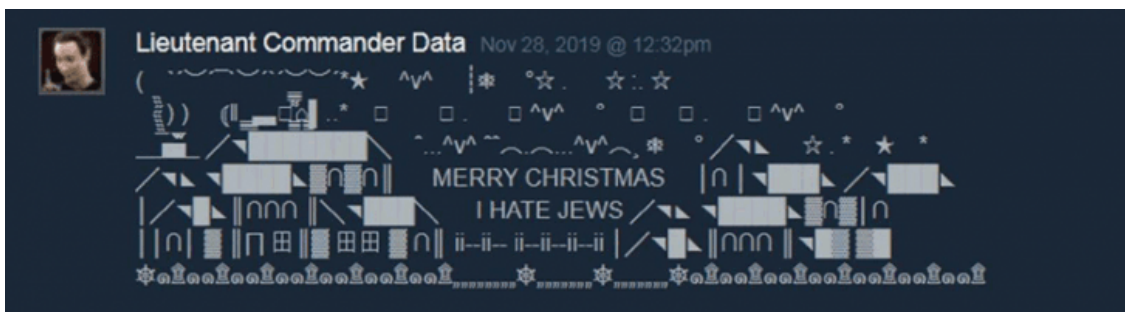 Lieutenant Commander Data Nov 28, 2019 @ 12:32pm
MERRY CHRISTMAS
I HATE JEWS